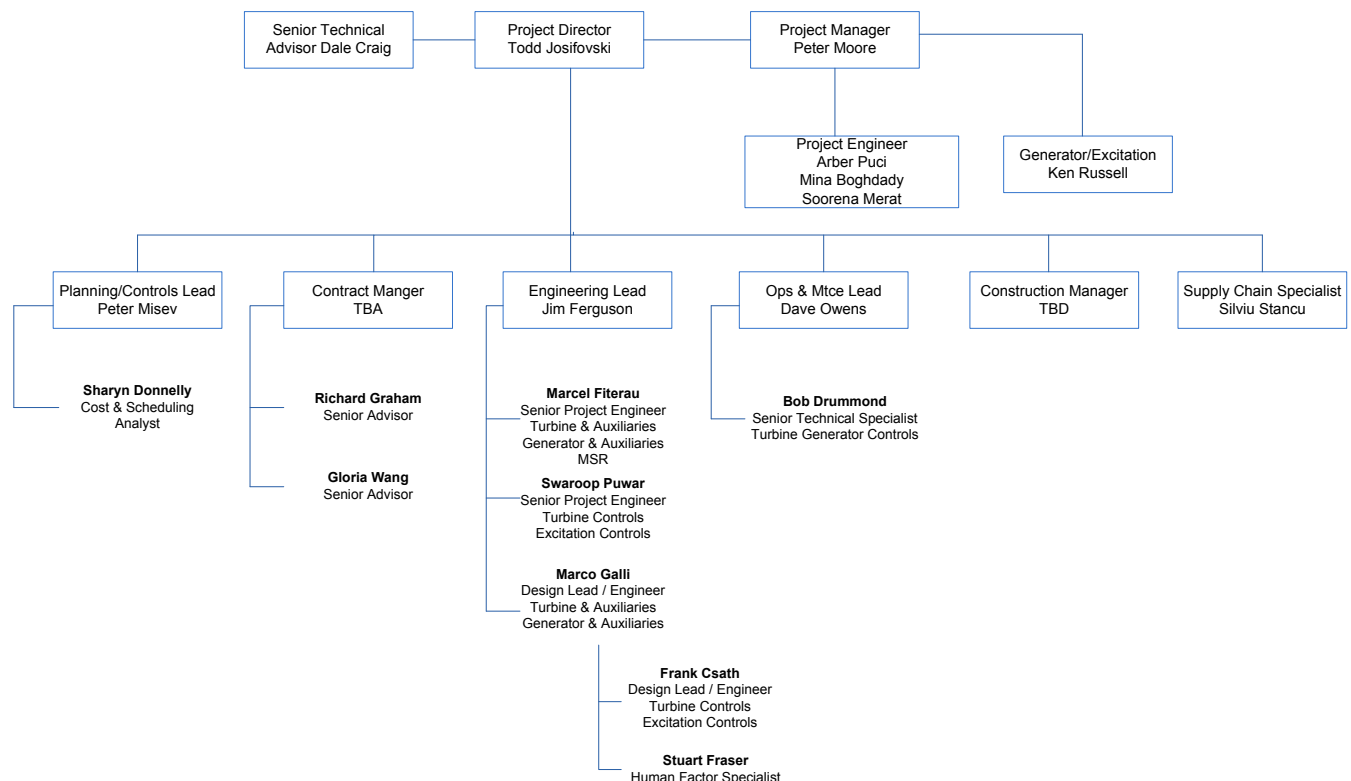 Senior Technical
Advisor Dale Craig
Project Director
Todd Josifovski
Project Manager
Peter Moore
Project Engineer
Arber Puci
Mina Boghdady
Soorena Merat
Generator/Excitation
Ken Russell
Planning/Controls Lead
Peter Misev
Contract Manger
TBA
Engineering Lead
Jim Ferguson
Ops & Mtce Lead
Dave Owens
Construction Manager
TBD
Supply Chain Specialist
Silviu Stancu
Sharyn Donnelly
Cost & Scheduling
Analyst
Richard Graham
Senior Advisor
Gloria Wang
Senior Advisor
Marcel Fiterau
Senior Project Engineer
Turbine & Auxiliaries
Generator & Auxiliaries
MSR
Swaroop Puwar
Senior Project Engineer
Turbine Controls
Excitation Controls
Marco Galli
Design Lead / Engineer
Turbine & Auxiliaries
Generator & Auxiliaries
Frank Csath
Design Lead / Engineer
Turbine Controls
Excitation Controls
Stuart Fraser
Human Factor Specialist
Bob Drummond
Senior Technical Specialist
Turbine Generator Controls